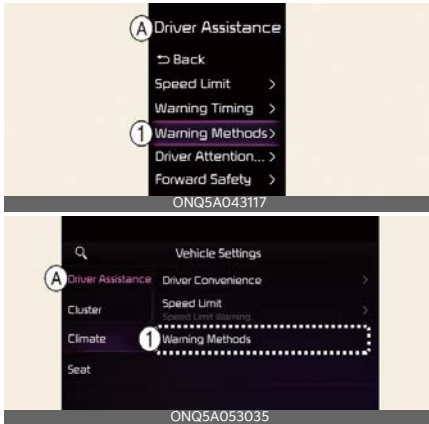 A Driver Assistance
Back
Speed Limit >
Warning Timing >
1 Warning Methods >
Driver Attention... >
Forward Safety >
ONQ5A043117
Vehicle Settings
A Driver Assistance Driver Convenience >
Speed Limit >
Speed Limit Warning
Cluster
Climate 1 Warning Methods
Seat
ONQ5A053035